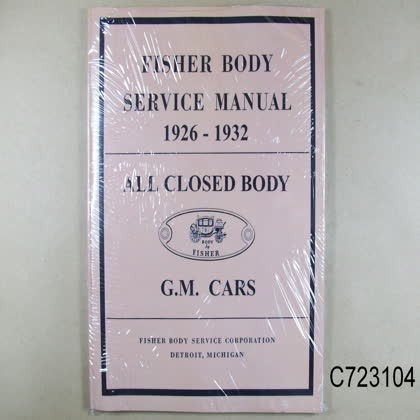 FISHER BODY
SERVICE MANUAL
1926 - 1932
ALL CLOSED BODY
BODY
by
FISHER
G.M. CARS
FISHER BODY SERVICE CORPORATION
DETROIT, MICHIGAN
C723104